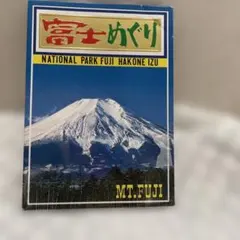 富士めぐり
NATIONAL PARK FUJI HAKONE IZU
MT.FUJI